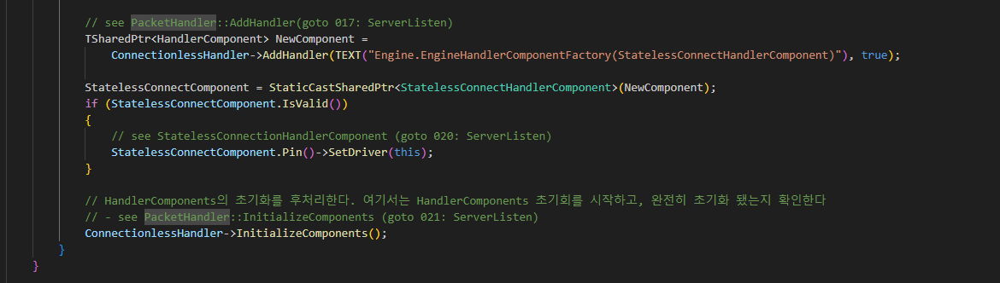 // see PacketHandler::AddHandler(goto 017: ServerListen)
TSharedPtr<HandlerComponent> NewComponent =
ConnectionlessHandler->AddHandler(TEXT("Engine.EngineHandlerComponentFactory(StatelessConnectHandlerComponent)"), true);
StatelessConnectComponent = StaticCastSharedPtr<StatelessConnectHandlerComponent>(NewComponent);
if (StatelessConnectComponent.IsValid())
{
// see StatelessConnectionHandlerComponent (goto 020: ServerListen)
StatelessConnectComponent.Pin()->SetDriver(this);
}
// HandlerComponents의 초기화를 후처리한다. 여기서는 HandlerComponents 초기회를 시작하고, 완전히 초기화 됐는지 확인한다
// - see PacketHandler::InitializeComponents (goto 021: ServerListen)
ConnectionlessHandler->InitializeComponents();
}
}